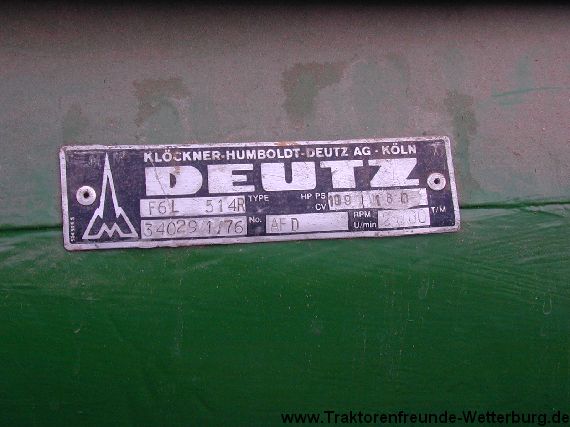 KLÖCKNER-HUMBOLDT-DEUTZ AG - KÖLN
DEUTZ
F6L 514R TYPE HP PS CV
34029/1/76 No. AFD RPM U/min T/M
www.Traktorenfreunde-Wetterburg.de